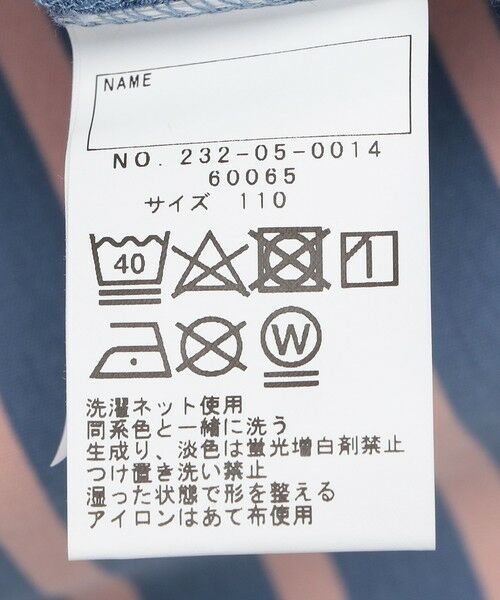 NAME
NO. 232-05-0014
60065
サイズ 110
40
W
洗濯ネット使用
同系色と一緒に洗う
生成り、淡色は蛍光増白剤禁止
つけ置き洗い禁止
湿った状態で形を整える
アイロンはあて布使用